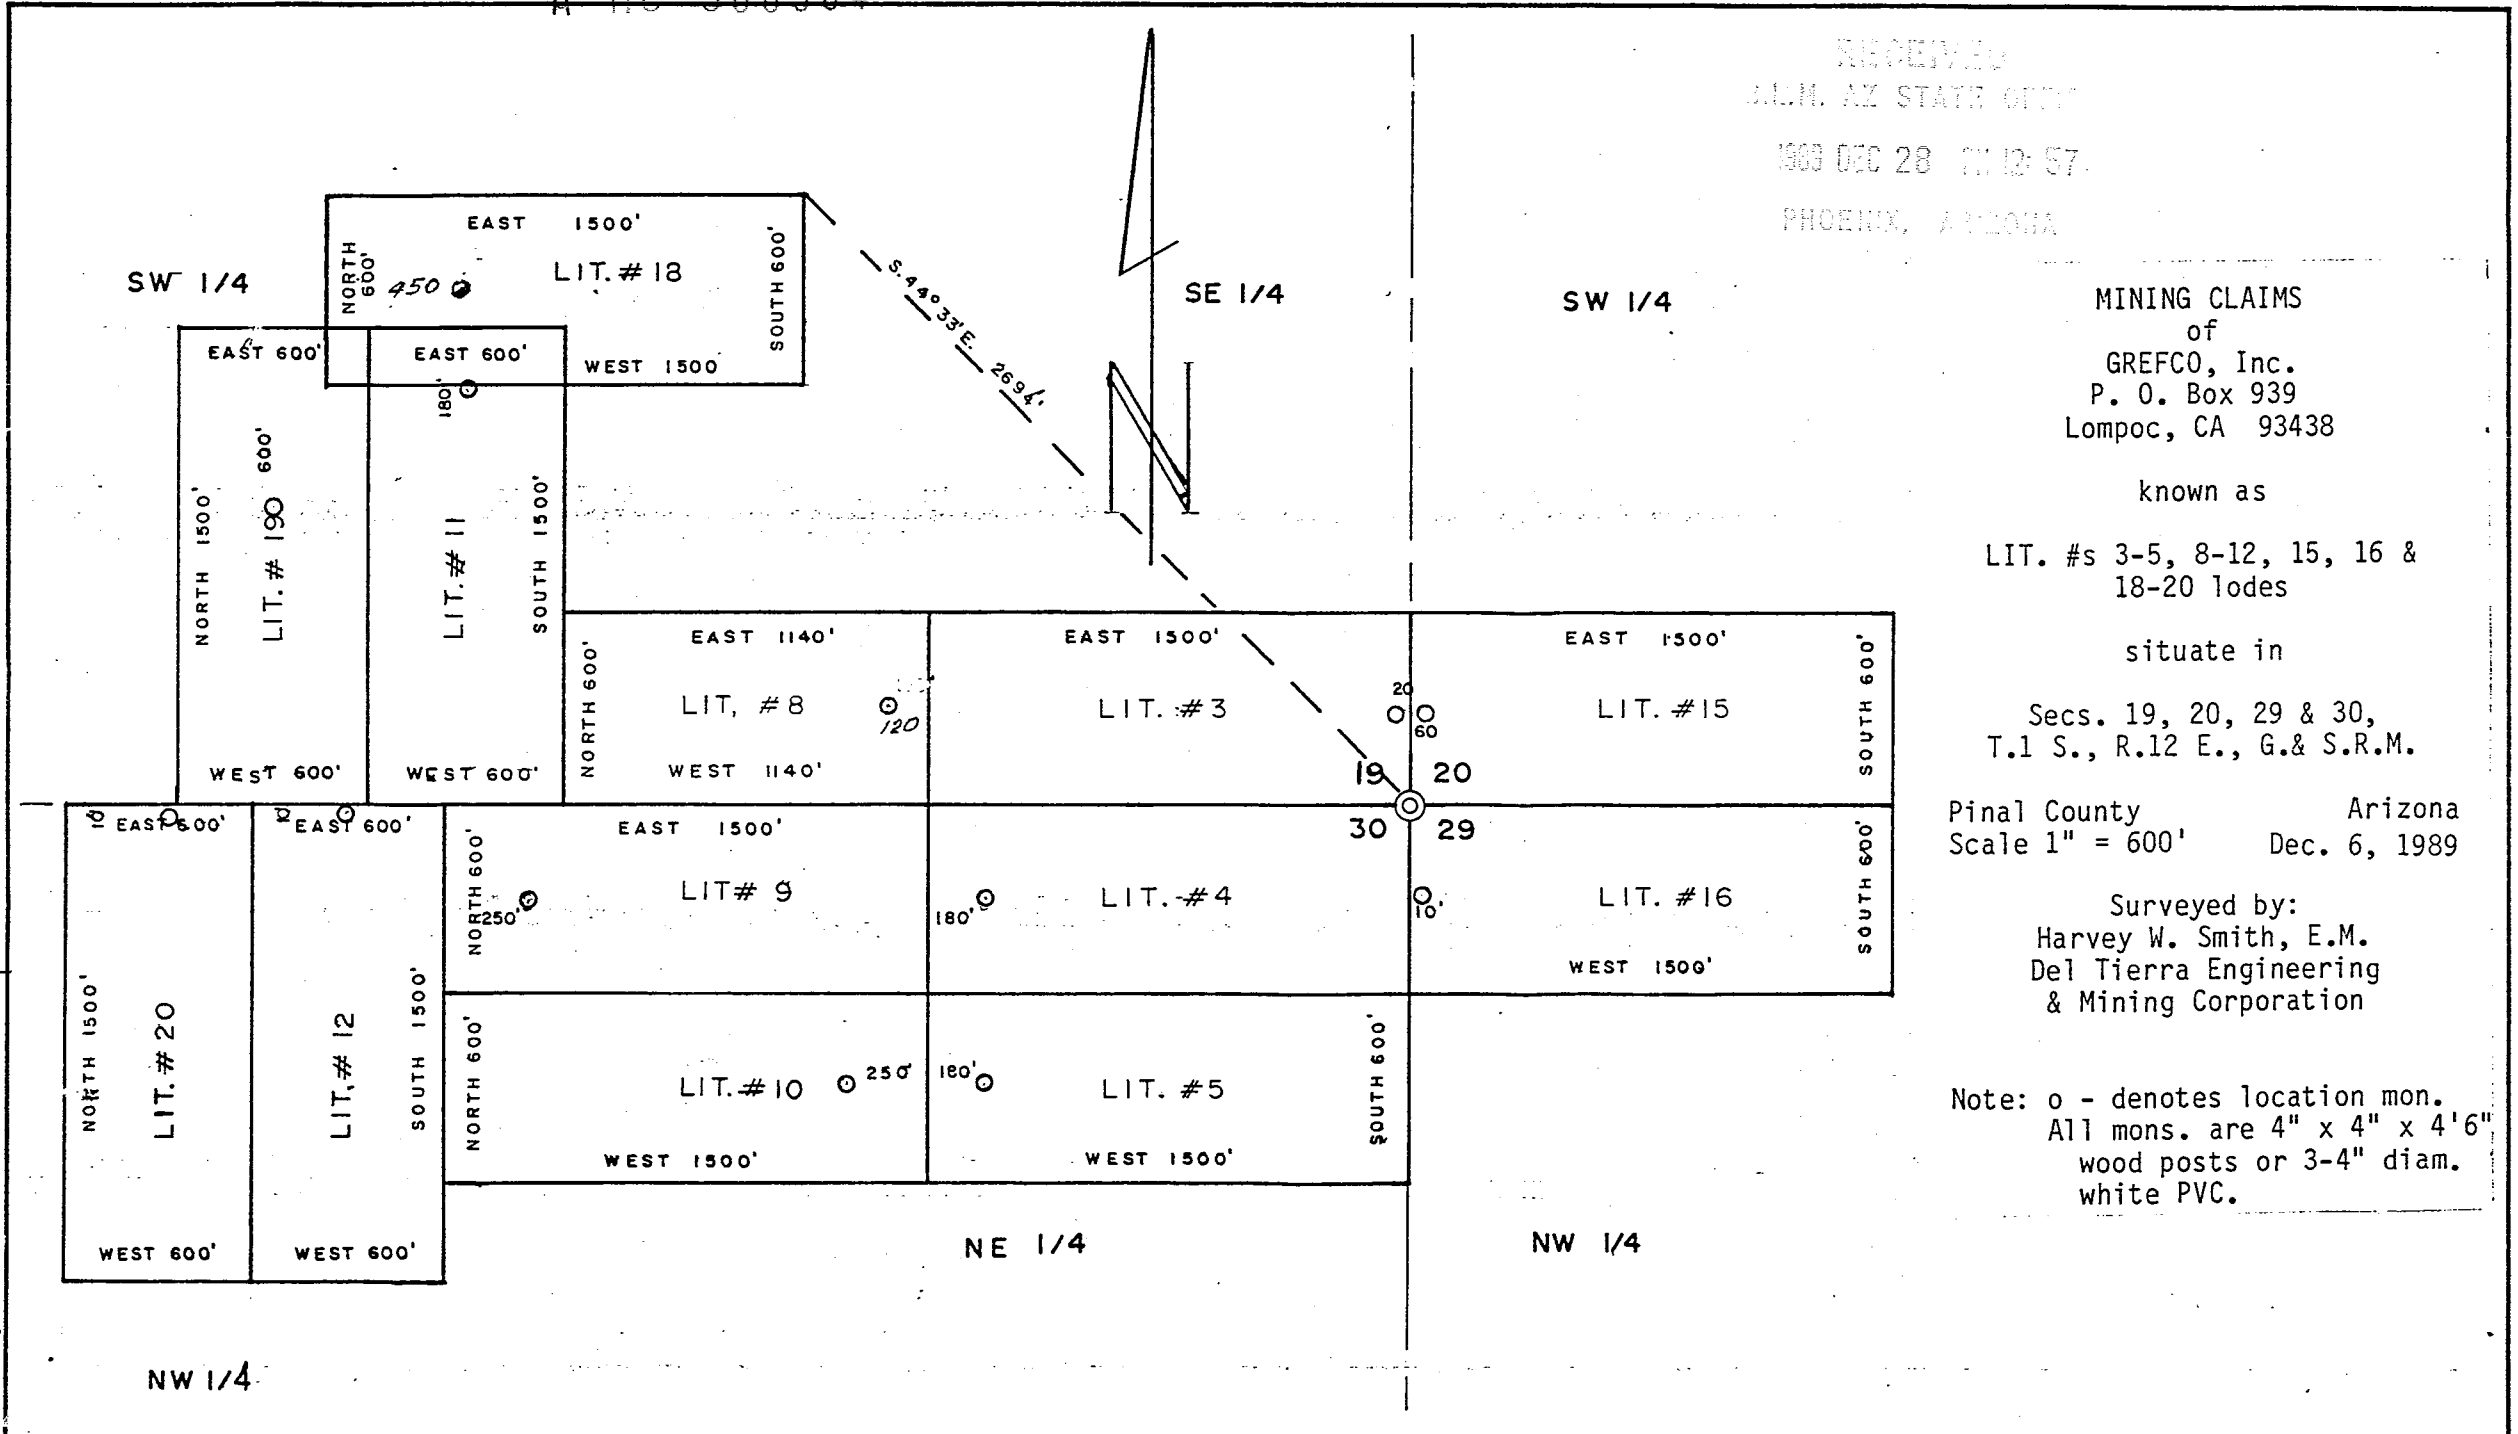 B.L.M. AZ STATE
DEC 28
PHOENIX, ARIZONA
MINING CLAIMS
of
GREFCO, Inc.
P. O. Box 939
Lompoc, CA 93438
known as
LIT. #s 3-5, 8-12, 15, 16 &
18-20 lodes
situate in
Secs. 19, 20, 29 & 30,
T.1 S., R.12 E., G.& S.R.M.
Pinal County Arizona
Scale 1" = 600' Dec. 6, 1989
Surveyed by:
Harvey W. Smith, E.M.
Del Tierra Engineering
& Mining Corporation
Note: o - denotes location mon.
All mons. are 4" x 4" x 4'6"
wood posts or 3-4" diam.
white PVC.
SW 1/4
SE 1/4
SW 1/4
N
EAST 1500'
NORTH 600'
450
LIT. # 18
SOUTH 600'
WEST 1500
S. 44° 33' E. 2694'.
EAST 600'
NORTH 1500'
LIT. # 19
600'
WEST 600'
EAST 600'
180'
LIT. # 11
SOUTH 1500'
WEST 600'
EAST 1140'
NORTH 600'
LIT, # 8
120
WEST 1140'
EAST 1500'
LIT. #3
20
60
EAST 1500'
LIT. #15
SOUTH 600'
19 20
30 29
10'
EAST 600'
NORTH 1500'
LIT. # 20
WEST 600'
10'
EAST 600'
LIT, # 12
SOUTH 1500'
WEST 600'
EAST 1500'
NORTH 600'
250'
LIT# 9
180'
LIT. #4
10'
LIT. #16
SOUTH 600'
WEST 1500'
NORTH 600'
LIT. # 10
250'
WEST 1500'
180'
LIT. #5
SOUTH 600'
WEST 1500'
NE 1/4
NW 1/4
NW 1/4